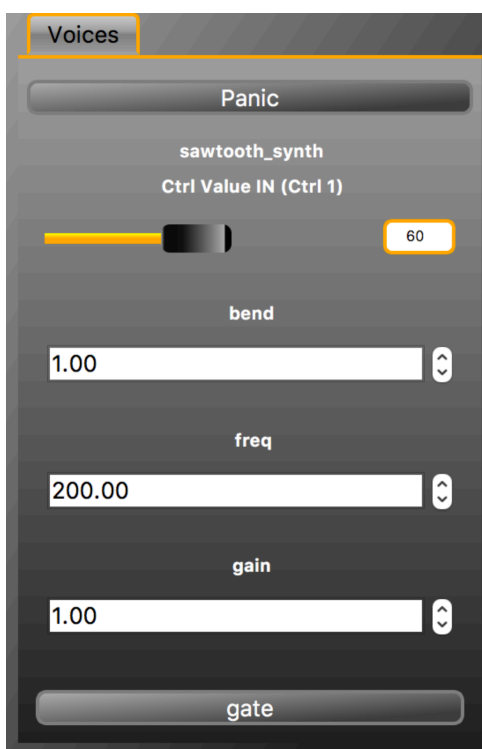 Voices
Panic
sawtooth_synth
Ctrl Value IN (Ctrl 1)
60
bend
1.00
freq
200.00
gain
1.00
gate